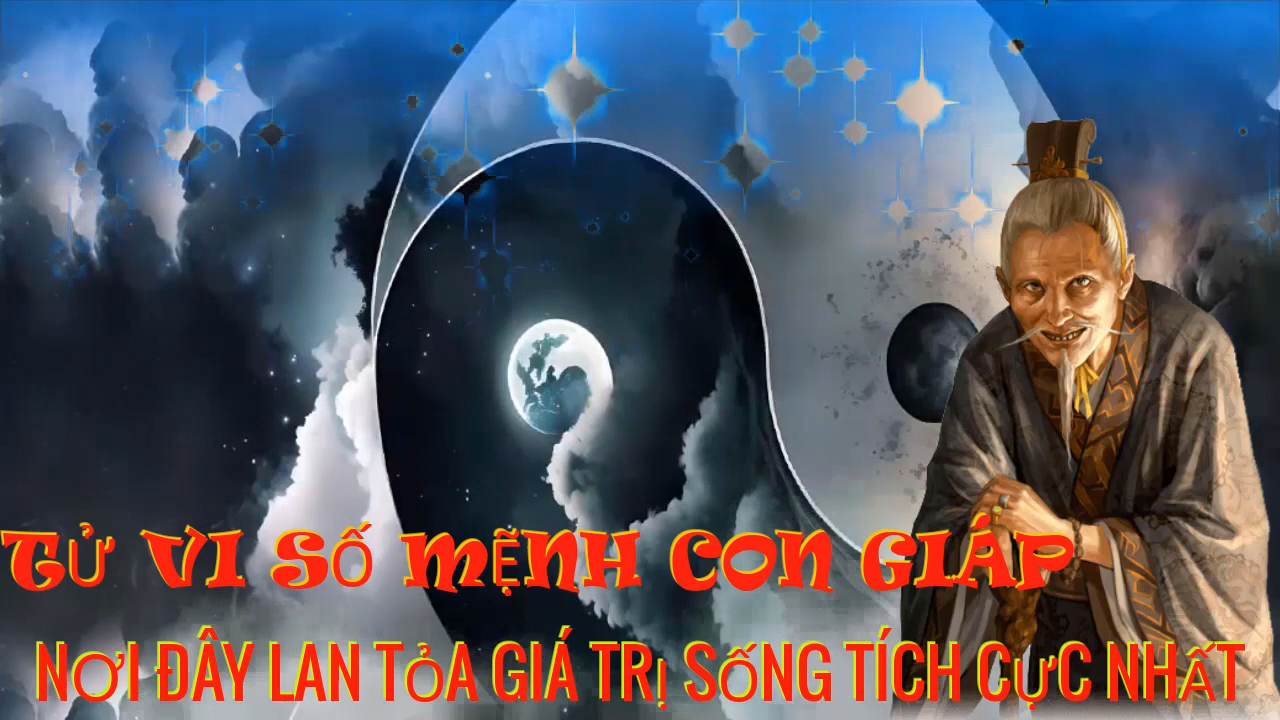 TỬ VI SỐ MỆNH CON GIÁP
NƠI ĐÂY LAN TỎA GIÁ TRỊ SỐNG TÍCH CỰC NHẤT